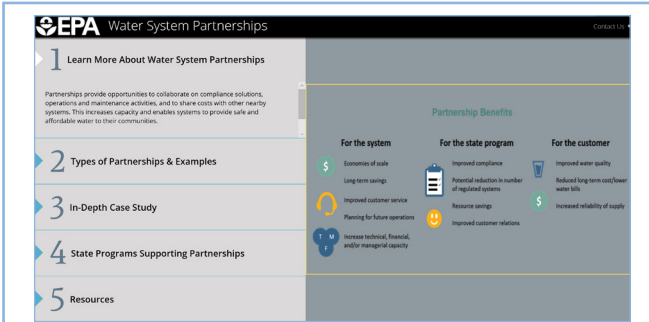 EPA Water System Partnerships
Contact Us
1 Learn More About Water System Partnerships
Partnerships provide opportunities to collaborate on compliance solutions,
operations and maintenance activities, and to share costs with other nearby
systems. This increases capacity and enables systems to provide safe and
affordable water to their communities.
2 Types of Partnerships & Examples
3 In-Depth Case Study
4 State Programs Supporting Partnerships
5 Resources
Partnership Benefits
For the system
Economies of scale
Long-term savings
Improved customer service
Planning for future operations
Increase technical, financial,
and/or managerial capacity
$
T M
F
For the state program
Improved compliance
Potential reduction in number
of regulated systems
Resource savings
Improved customer relations
For the customer
Improved water quality
Reduced long-term cost/lower
water bills
Increased reliability of supply
$